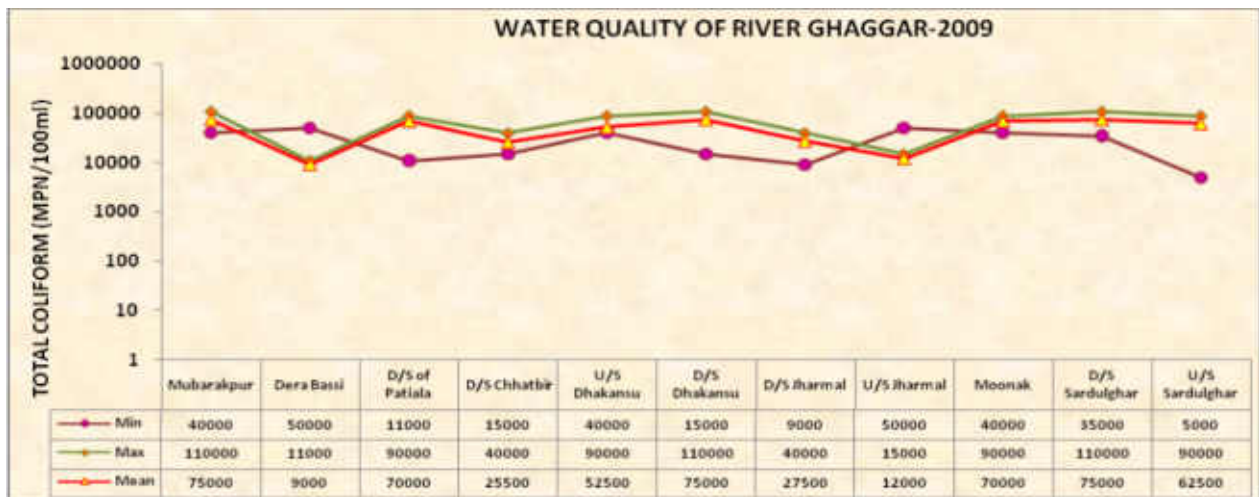 WATER QUALITY OF RIVER GHAGGAR-2009
TOTAL COLIFORM (MPN/100ml)
1000000
100000
10000
1000
100
10
1
Mubarakpur Dera Bassi D/S of Patiala D/S Chhatbir U/S Dhakansu D/S Dhakansu D/S Jharmal U/S Jharmal Moonak D/S Sardulghar U/S Sardulghar
Min 40000 50000 11000 15000 40000 15000 9000 50000 40000 35000 5000
Max 110000 11000 90000 40000 90000 110000 40000 15000 90000 110000 90000
Mean 75000 9000 70000 25500 52500 75000 27500 12000 70000 75000 62500